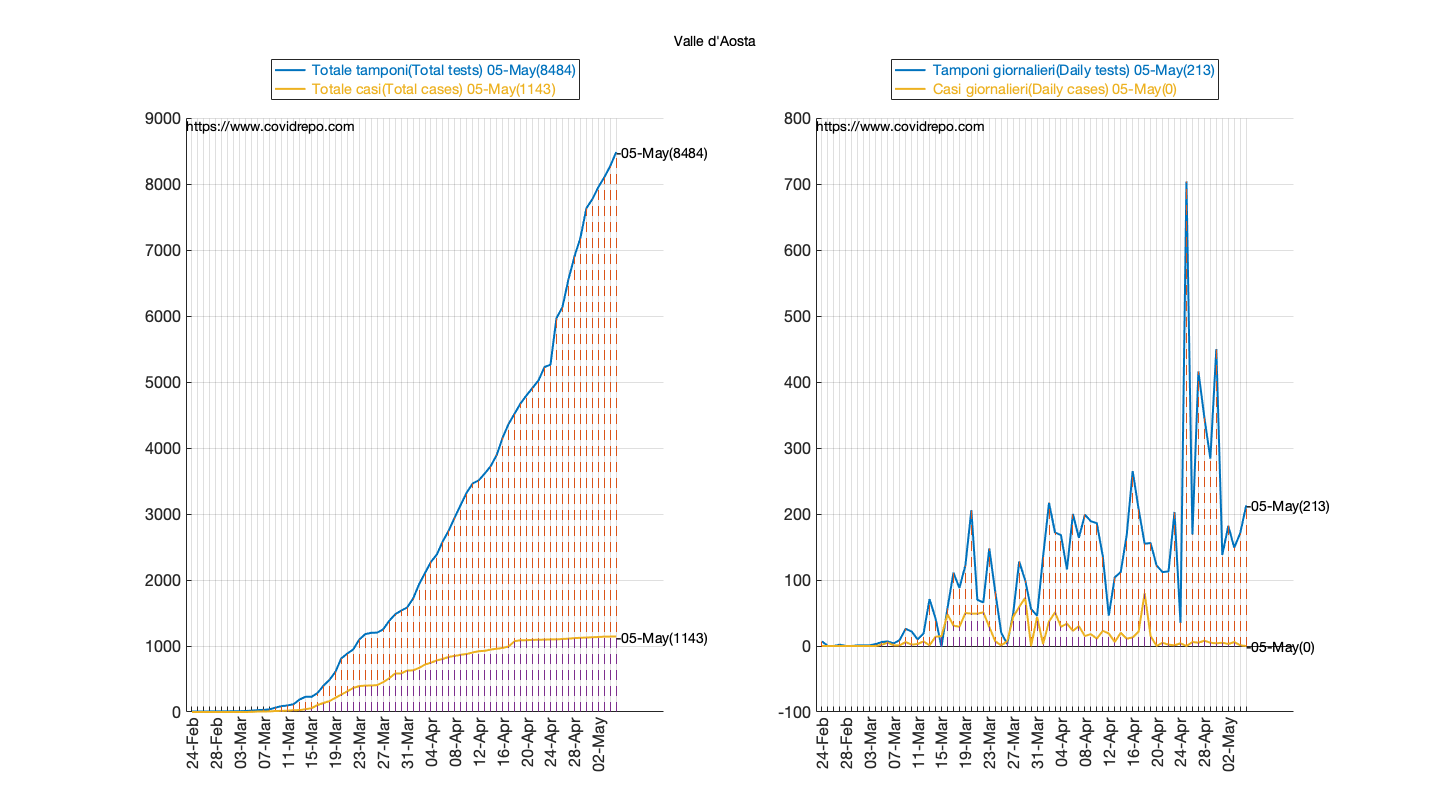 Valle d'Aosta
Totale tamponi(Total tests) 05-May(8484)
Totale casi(Total cases) 05-May(1143)
9000
https://www.covidrepo.com
05-May(8484)
8000
7000
6000
5000
4000
3000
2000
1000
05-May(1143)
0
24-Feb
28-Feb
03-Mar
07-Mar
11-Mar
15-Mar
19-Mar
23-Mar
27-Mar
31-Mar
04-Apr
08-Apr
12-Apr
16-Apr
20-Apr
24-Apr
28-Apr
02-May
Tamponi giornalieri(Daily tests) 05-May(213)
Casi giornalieri(Daily cases) 05-May(0)
800
https://www.covidrepo.com
700
600
500
400
300
200
05-May(213)
100
0
05-May(0)
-100
24-Feb
28-Feb
03-Mar
07-Mar
11-Mar
15-Mar
19-Mar
23-Mar
27-Mar
31-Mar
04-Apr
08-Apr
12-Apr
16-Apr
20-Apr
24-Apr
28-Apr
02-May